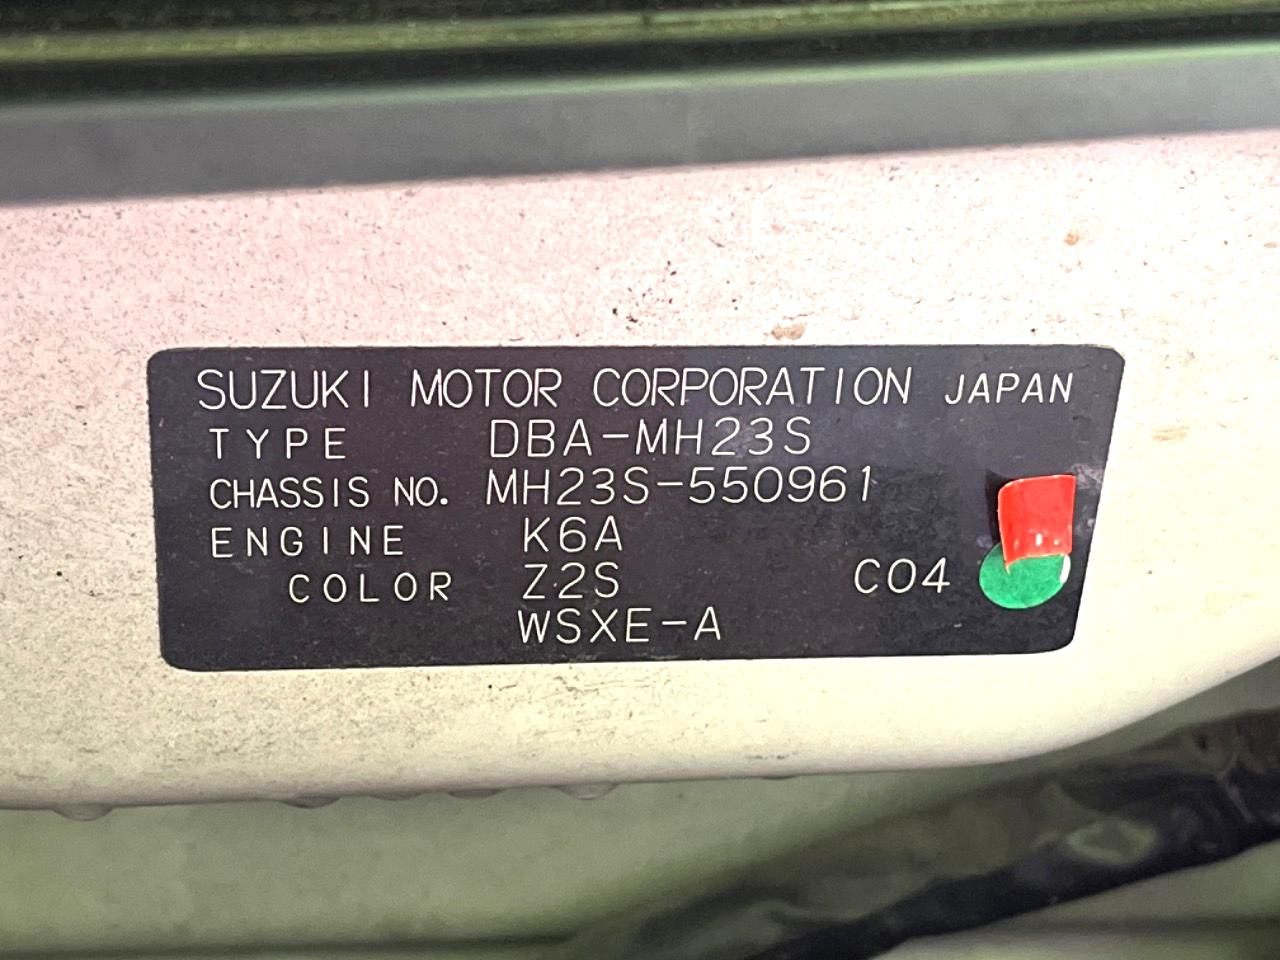 SUZUKI MOTOR CORPORATION JAPAN
TYPE DBA-MH23S
CHASSIS NO. MH23S-550961
ENGINE K6A
COLOR Z2S C04
WSXE-A